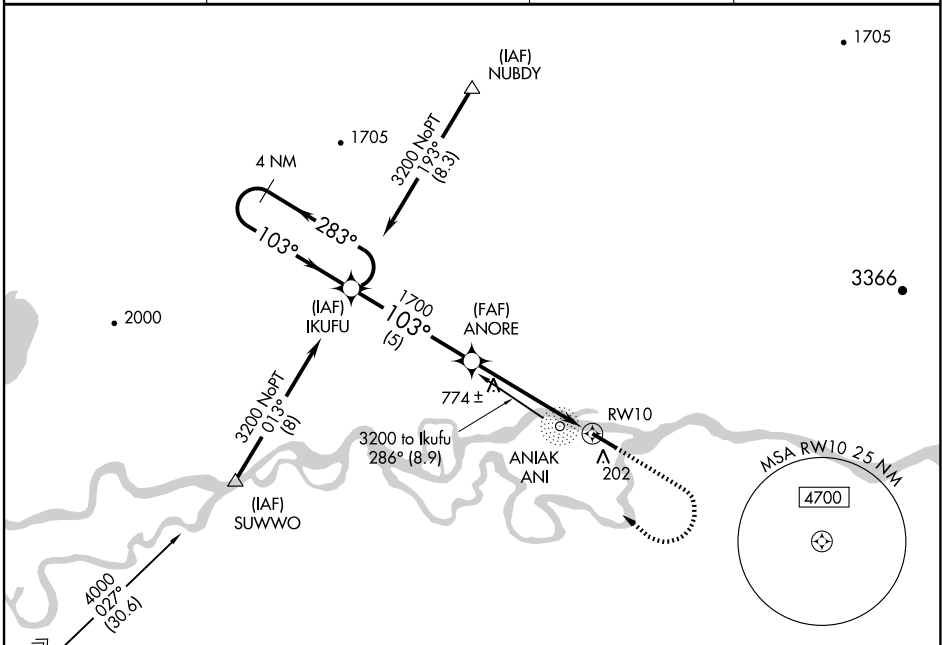 1705
(IAF)
NUBDY
1705
3200 NoPT
193°
(8.3)
4 NM
283°
103°
3366
(IAF)
IKUFU
1700
103°
(5)
(FAF)
ANORE
2000
3200 NoPT
013°
(8)
774 ±
RW10
3200 to Ikufu
286° (8.9)
ANIAK
ANI
202
MSA RW10 25 NM
4700
(IAF)
SUWWO
4000
027°
(30.6)